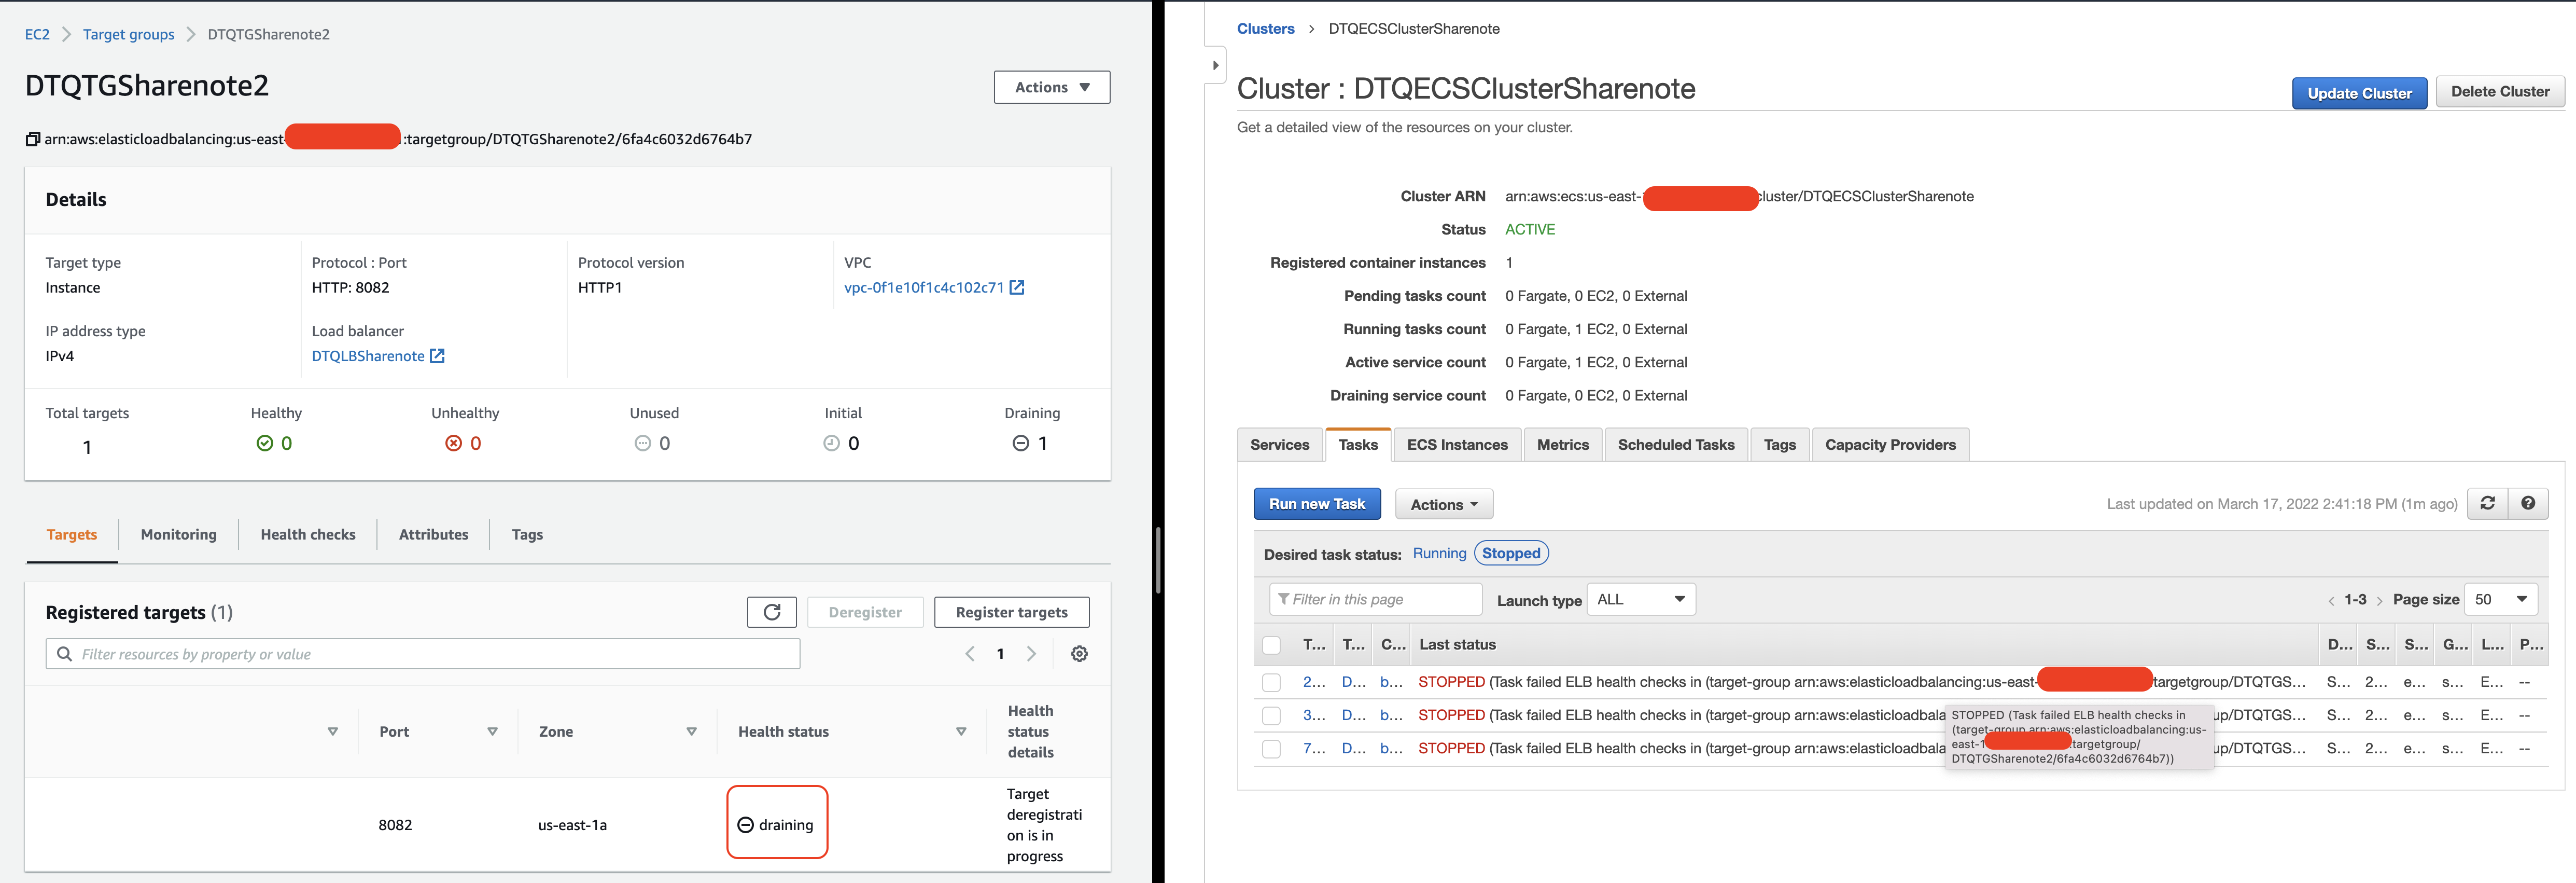 EC2 > Target groups > DTQTGSharenote2
DTQTGSharenote2
Actions
arn:aws:elasticloadbalancing:us-east- :targetgroup/DTQTGSharenote2/6fa4c6032d6764b7
Details
Target type
Instance
Protocol : Port
HTTP: 8082
Protocol version
HTTP1
VPC
vpc-0f1e10f1c4c102c71
IP address type
IPv4
Load balancer
DTQLBSharenote
Total targets
1
Healthy
0
Unhealthy
0
Unused
0
Initial
0
Draining
1
Targets
Monitoring
Health checks
Attributes
Tags
Registered targets (1)
Deregister
Register targets
Filter resources by property or value
1
Port
Zone
Health status
Health
status
details
8082
us-east-1a
draining
Target
deregistrati
on is in
progress
Clusters > DTQECSClusterSharenote
Cluster : DTQECSClusterSharenote
Update Cluster
Delete Cluster
Get a detailed view of the resources on your cluster.
Cluster ARN arn:aws:ecs:us-east- cluster/DTQECSClusterSharenote
Status ACTIVE
Registered container instances 1
Pending tasks count 0 Fargate, 0 EC2, 0 External
Running tasks count 0 Fargate, 1 EC2, 0 External
Active service count 0 Fargate, 1 EC2, 0 External
Draining service count 0 Fargate, 0 EC2, 0 External
Services
Tasks
ECS Instances
Metrics
Scheduled Tasks
Tags
Capacity Providers
Run new Task
Actions
Last updated on March 17, 2022 2:41:18 PM (1m ago)
Desired task status: Running Stopped
Filter in this page
Launch type ALL
1-3
Page size 50
T... T... C... Last status D... S... S... G... L... P...
2... D... b... STOPPED (Task failed ELB health checks in (target-group arn:aws:elasticloadbalancing:us-east- targetgroup/DTQTGS... S... 2... e... s... E... --
3... D... b... STOPPED (Task failed ELB health checks in (target-group arn:aws:elasticloadbala up/DTQTGS... S... 2... e... s... E... --
7... D... b... STOPPED (Task failed ELB health checks in (target-group arn:aws:elasticloadbala up/DTQTGS... S... 2... e... s... E... --
STOPPED (Task failed ELB health checks in
(target-group arn:aws:elasticloadbalancing:us-
east-1 :targetgroup/
DTQTGSharenote2/6fa4c6032d6764b7))